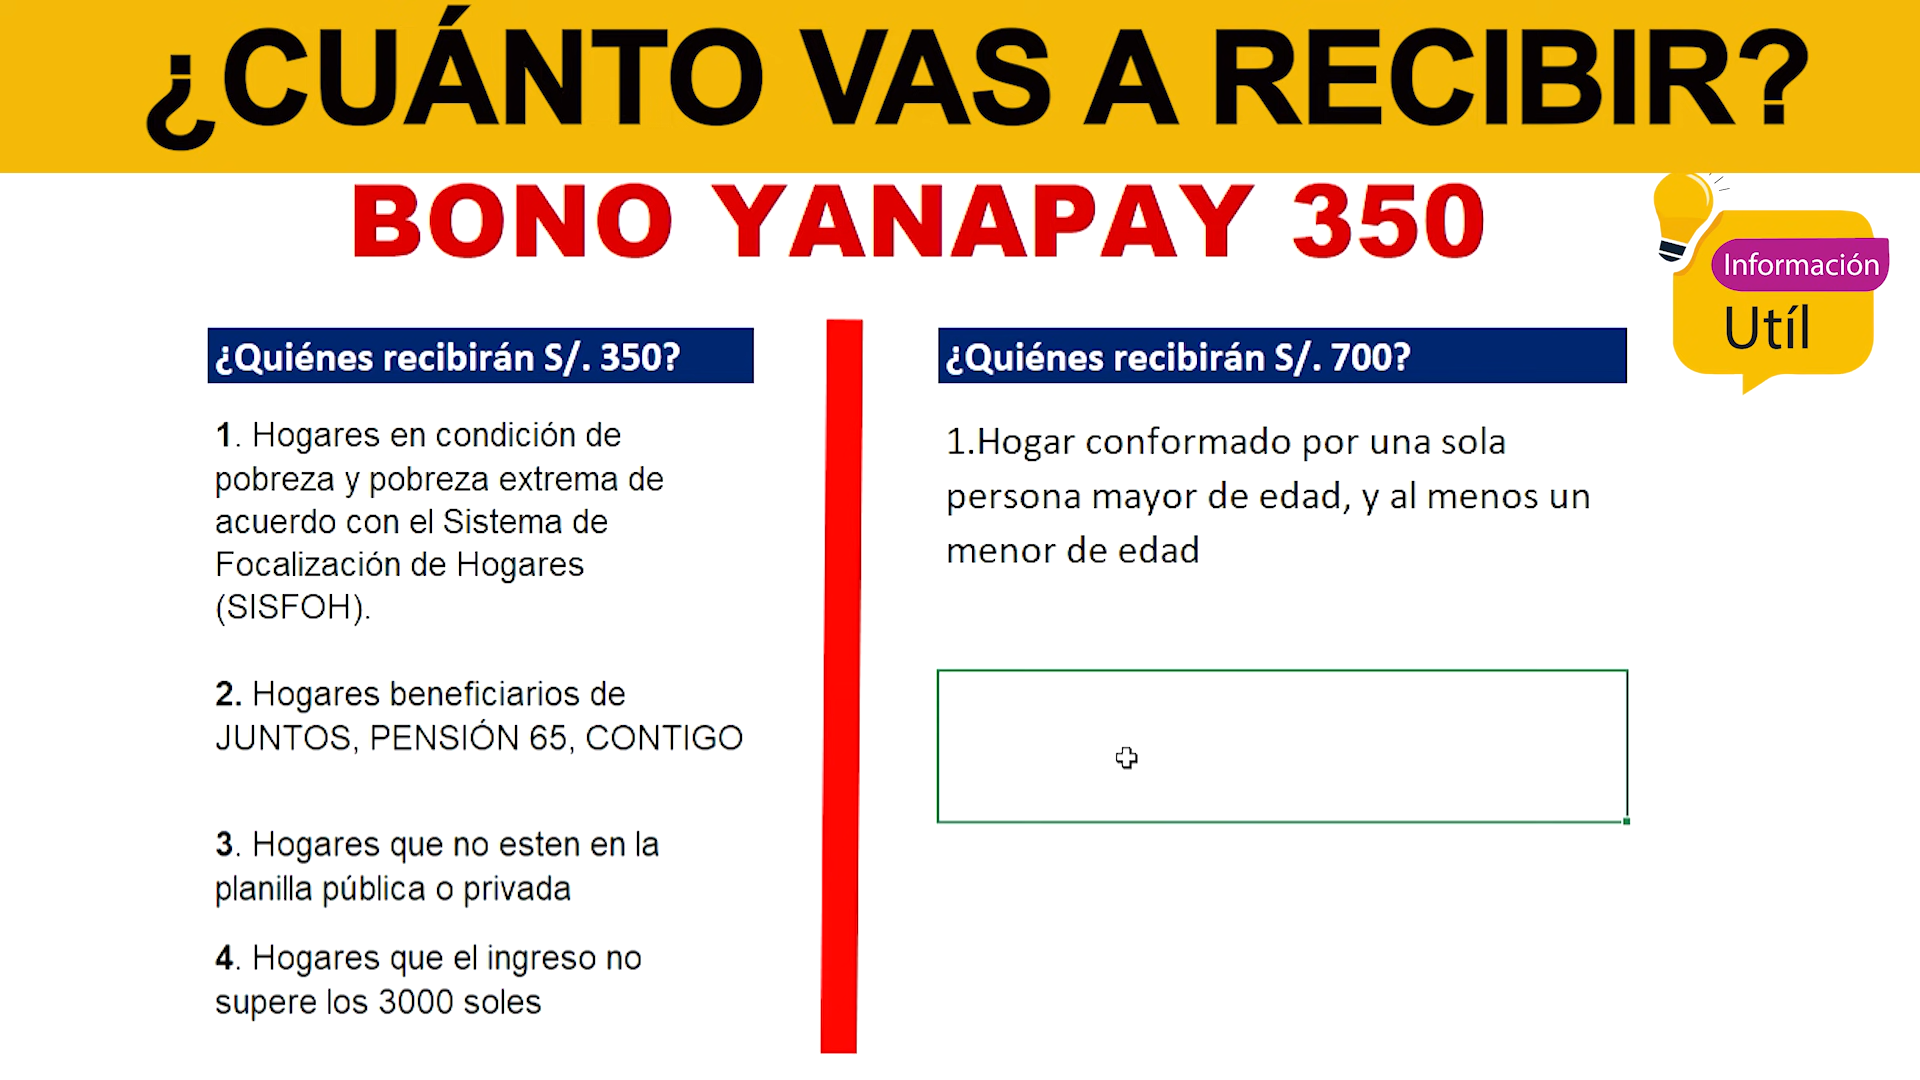 ¿CUÁNTO VAS A RECIBIR?
BONO YANAPAY 350
Información
Utíl
¿Quiénes recibirán S/. 350?
1. Hogares en condición de
pobreza y pobreza extrema de
acuerdo con el Sistema de
Focalización de Hogares
(SISFOH).
2. Hogares beneficiarios de
JUNTOS, PENSIÓN 65, CONTIGO
3. Hogares que no esten en la
planilla pública o privada
4. Hogares que el ingreso no
supere los 3000 soles
¿Quiénes recibirán S/. 700?
1.Hogar conformado por una sola
persona mayor de edad, y al menos un
menor de edad